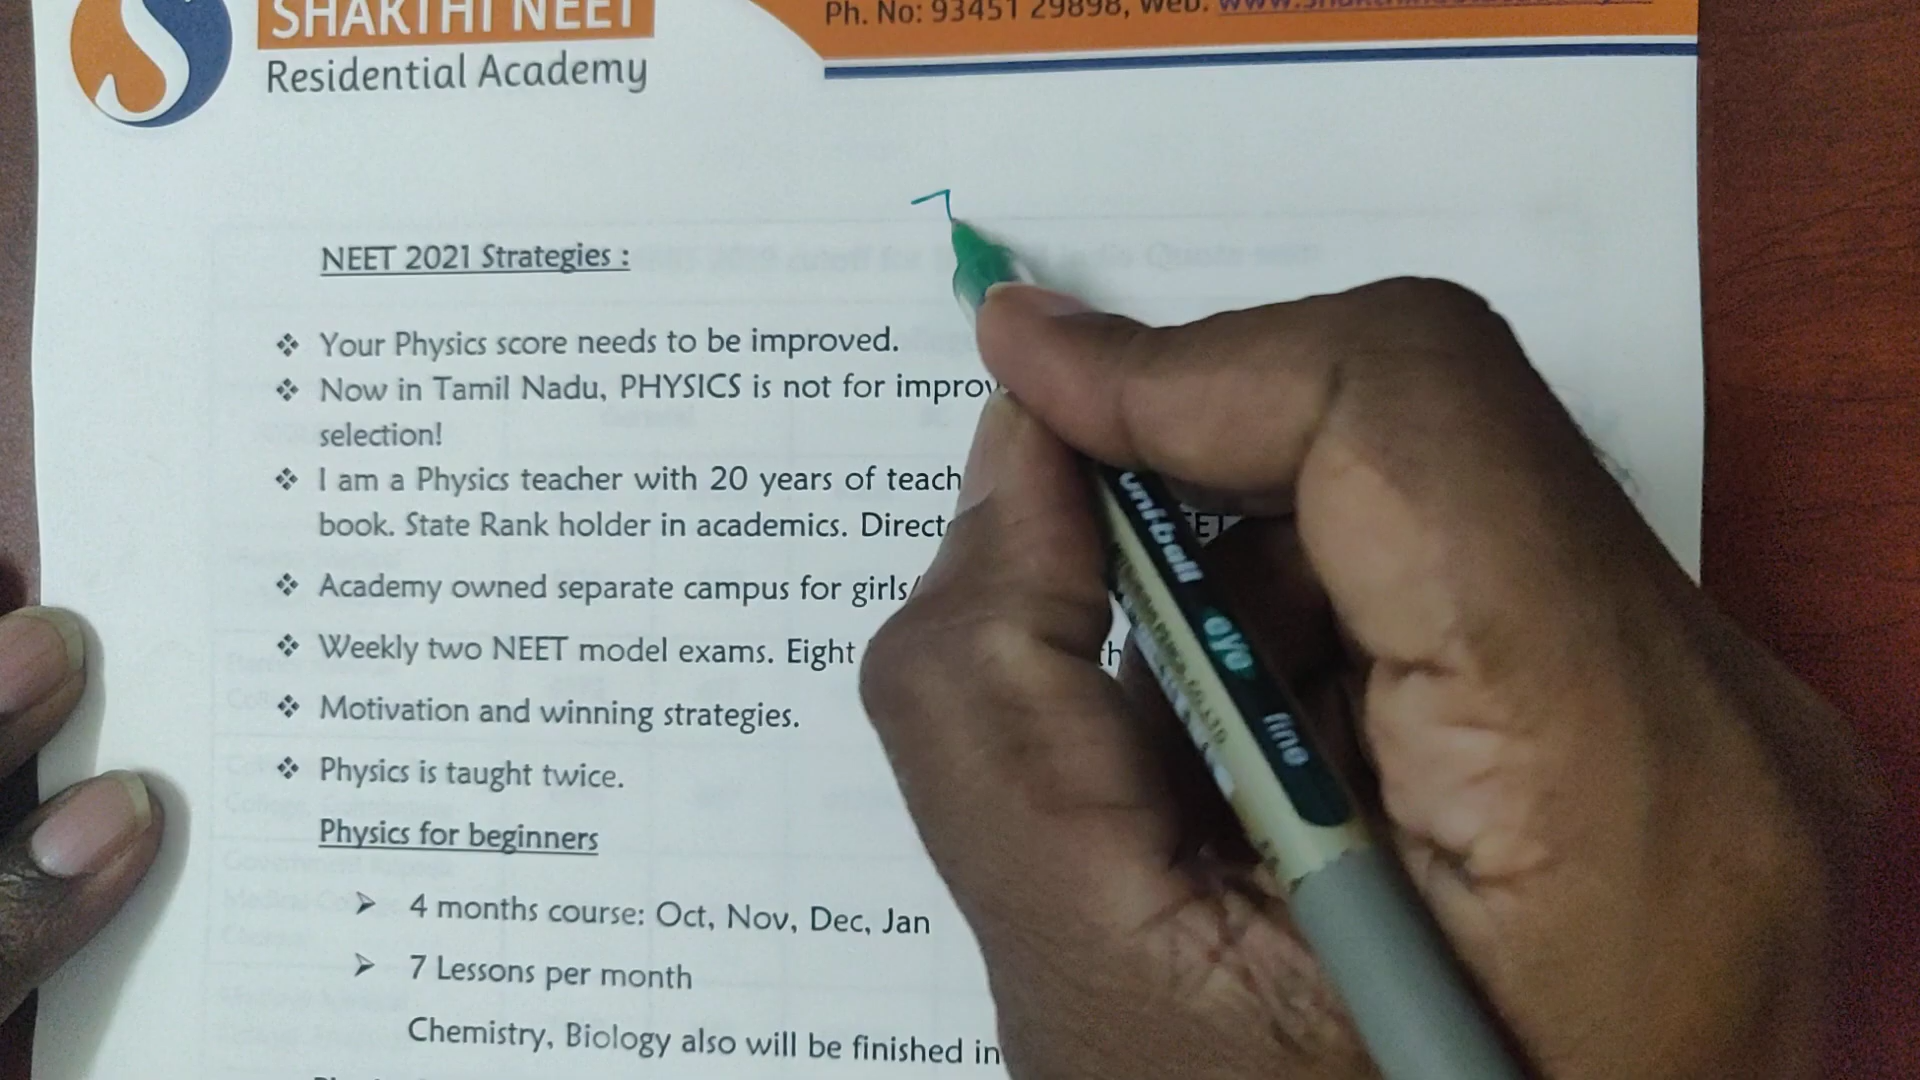 SHAKTHI NEET
Residential Academy
Ph. No: 93451 29898, Web:
NEET 2021 Strategies :
❖ Your Physics score needs to be improved.
❖ Now in Tamil Nadu, PHYSICS is not for improv
selection!
❖ I am a Physics teacher with 20 years of teach
book. State Rank holder in academics. Direct
❖ Academy owned separate campus for girls/
❖ Weekly two NEET model exams. Eight
❖ Motivation and winning strategies.
❖ Physics is taught twice.
Physics for beginners
➢ 4 months course: Oct, Nov, Dec, Jan
➢ 7 Lessons per month
Chemistry, Biology also will be finished in
uni-ball eye fine